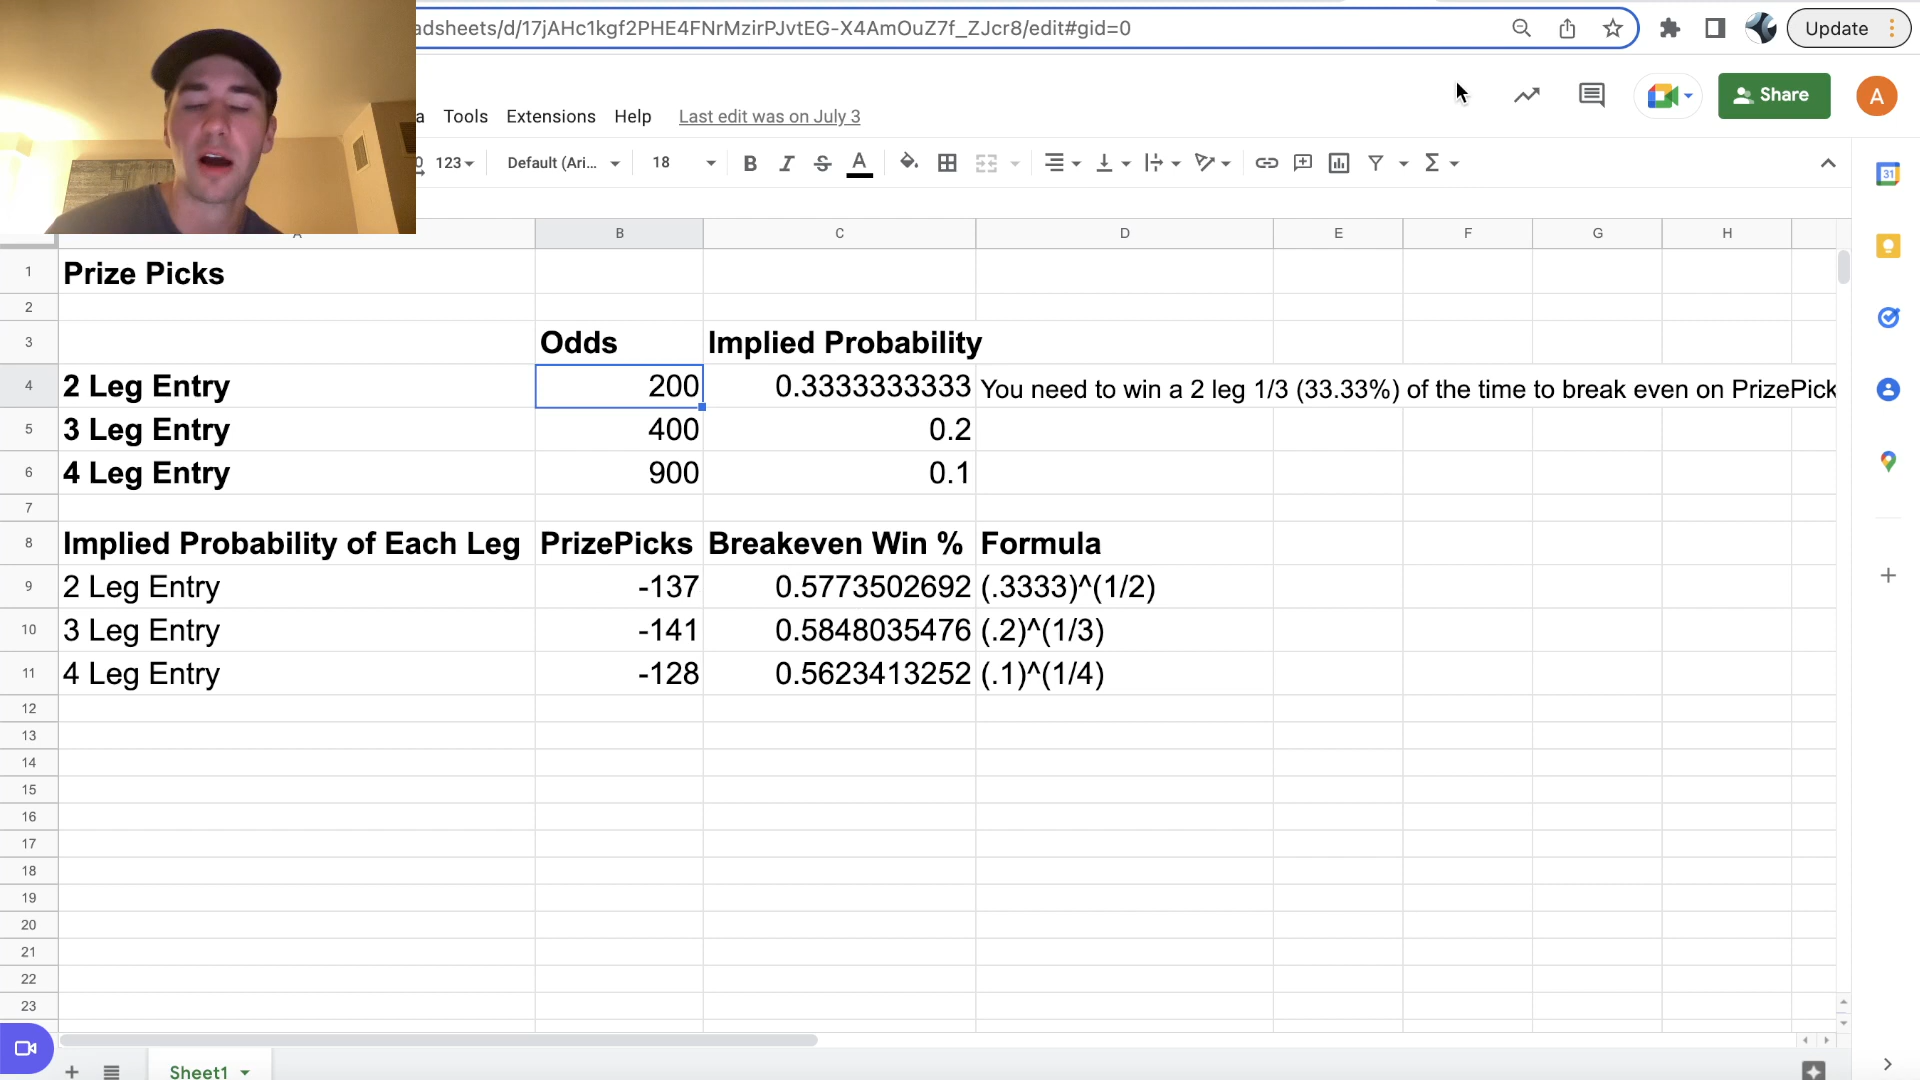 adsheets/d/17jAHc1kgf2PHE4FNrMzirPJvtEG-X4AmOuZ7f_ZJcr8/edit#gid=0
Update
a Tools Extensions Help Last edit was on July 3
Share
A
0 123 Default (Ari... 18 B I S A Σ
31
A B C D E F G H
1 Prize Picks
2
3 Odds Implied Probability
4 2 Leg Entry 200 0.3333333333 You need to win a 2 leg 1/3 (33.33%) of the time to break even on PrizePick
5 3 Leg Entry 400 0.2
6 4 Leg Entry 900 0.1
7
8 Implied Probability of Each Leg PrizePicks Breakeven Win % Formula
9 2 Leg Entry -137 0.5773502692 (.3333)^(1/2)
10 3 Leg Entry -141 0.5848035476 (.2)^(1/3)
11 4 Leg Entry -128 0.5623413252 (.1)^(1/4)
12
13
14
15
16
17
18
19
20
21
22
23
Sheet1